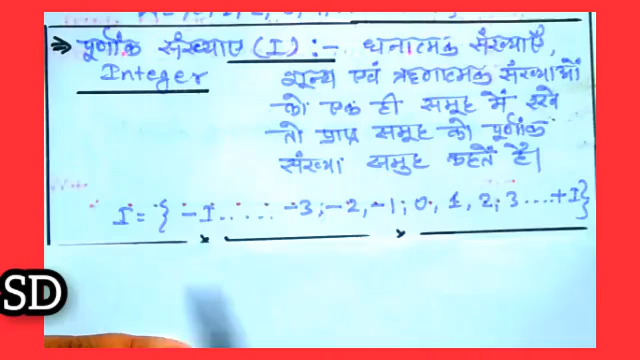 ⇒ पूर्णांक संख्याए (I) :- धनात्मक संख्याएँ,
Integer शून्य एवं ऋणात्मक संख्याओं
को एक ही समूह में रखे
तो प्राप्त समूह को पूर्णांक
संख्या समुह कहतें है।
I = { -I...... -3, -2, -1, 0, 1, 2, 3 ....+I}
SD